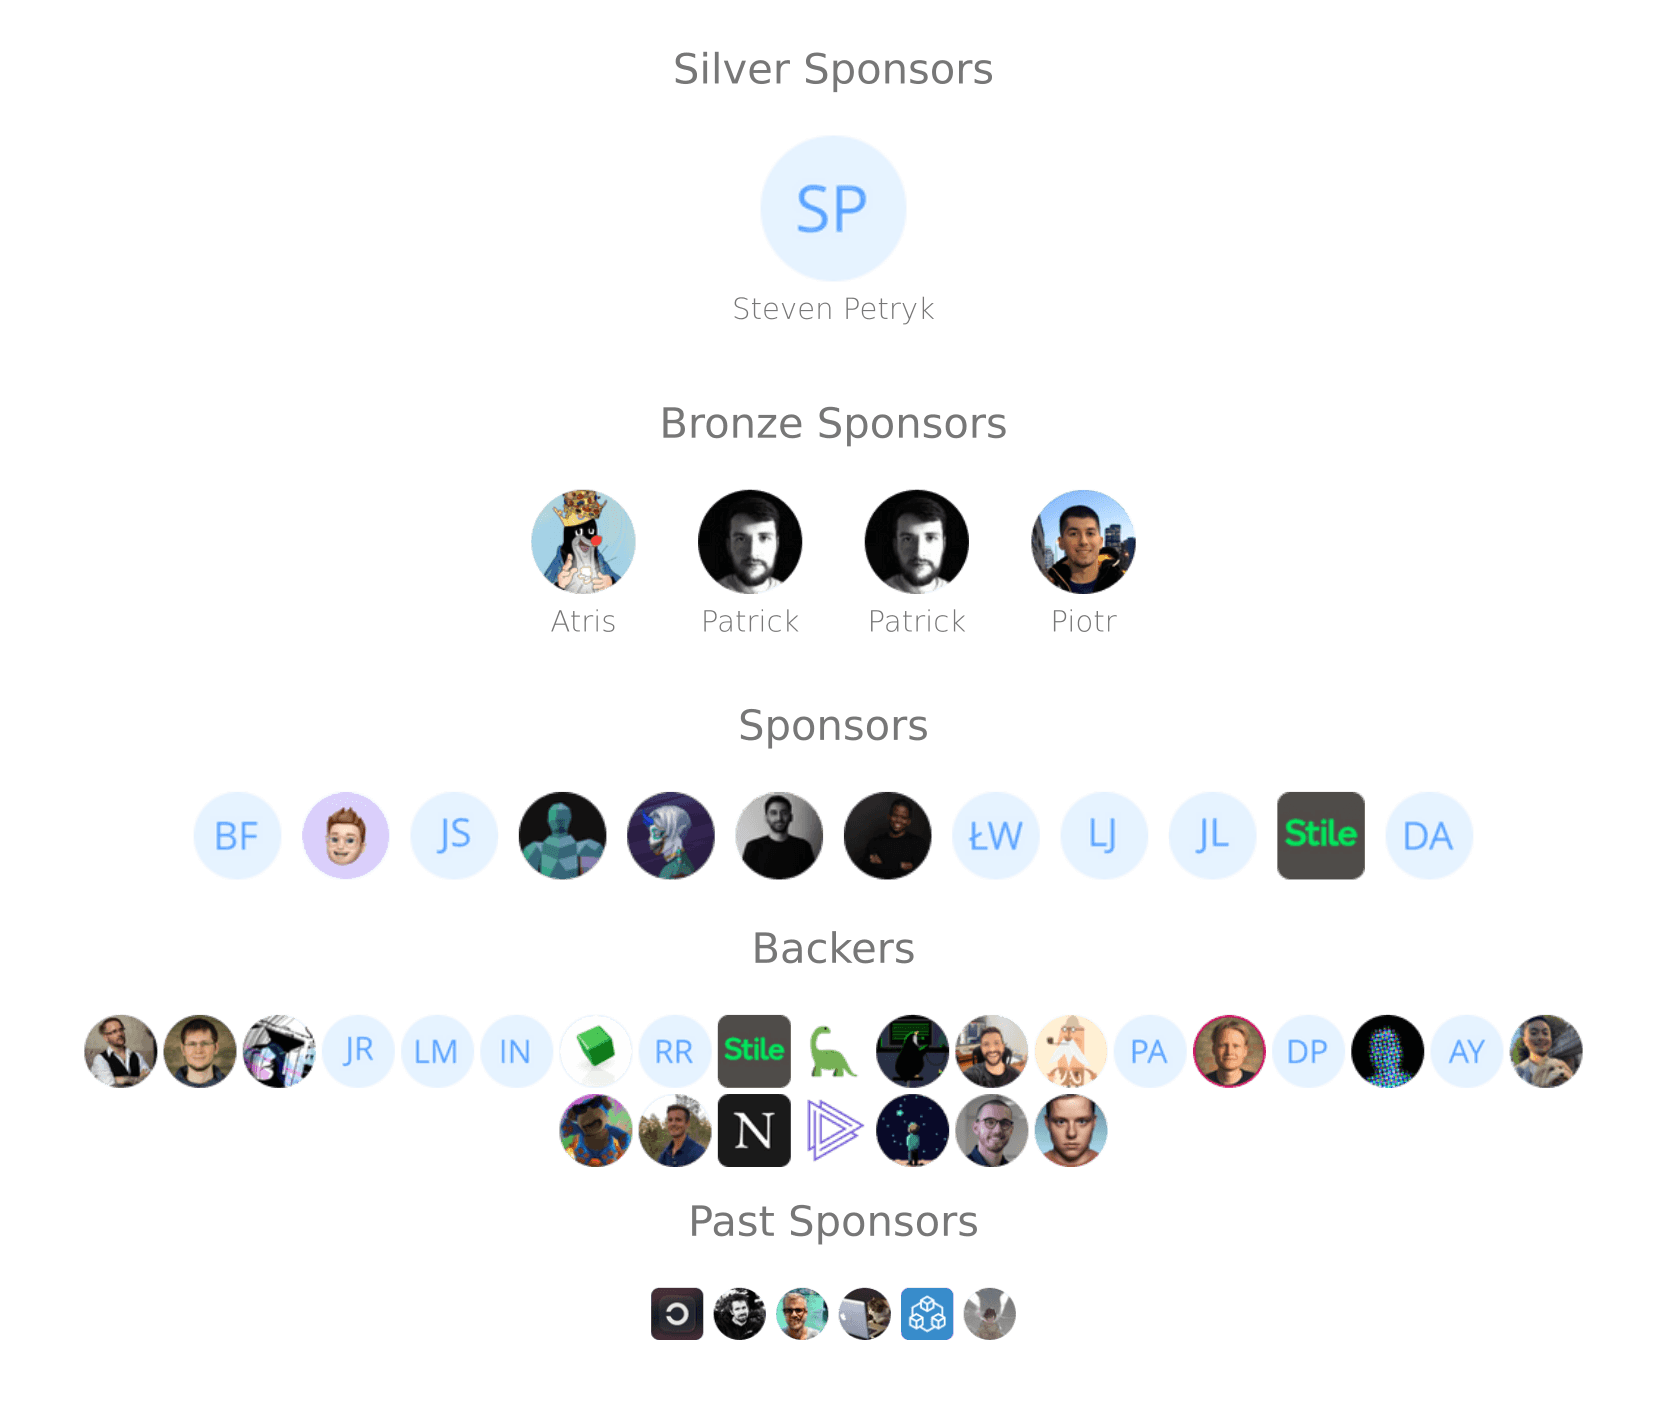 Silver Sponsors
SP
Steven Petryk
Bronze Sponsors
Atris Patrick Patrick Piotr
Sponsors
BF JS ŁW LJ JL Stile DA
Backers
JR LM IN RR Stile PA DP AY
N
Past Sponsors